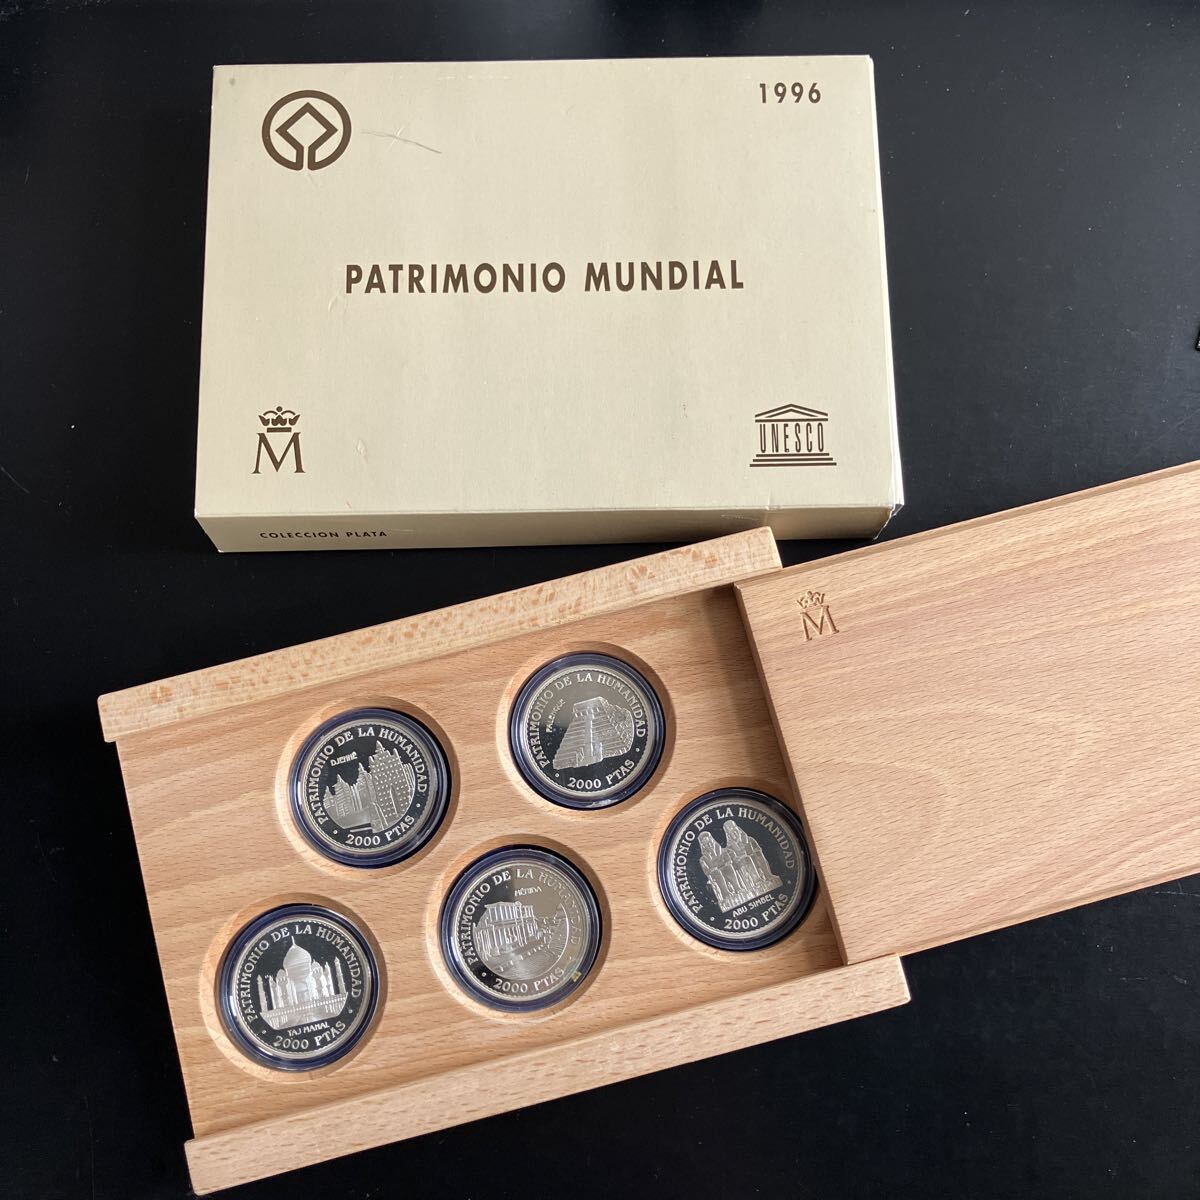 1996
PATRIMONIO MUNDIAL
M
UNESCO
COLECCION PLATA
M
PATRIMONIO DE LA HUMANIDAD
PALENQUE
2000 PTAS
PATRIMONIO DE LA HUMANIDAD
DJENNÉ
2000 PTAS
PATRIMONIO DE LA HUMANIDAD
ABU SIMBEL
2000 PTAS
PATRIMONIO DE LA HUMANIDAD
MÉRIDA
2000 PTAS
PATRIMONIO DE LA HUMANIDAD
TAJ MAHAL
2000 PTAS